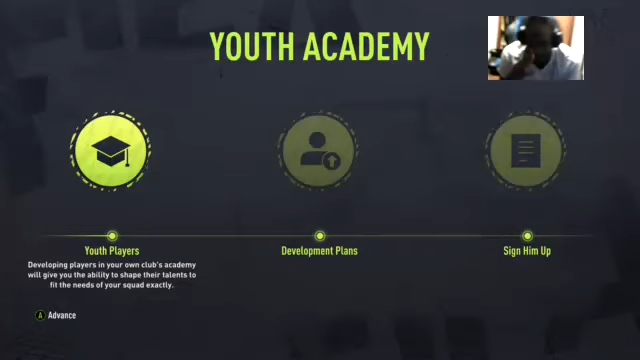 YOUTH ACADEMY
Youth Players
Developing players in your own club's academy
will give you the ability to shape their talents to
fit the needs of your squad exactly.
Development Plans
Sign Him Up
A Advance